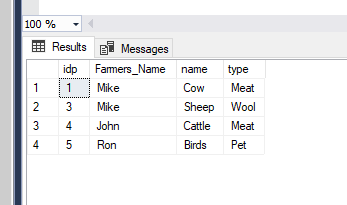 100 %
Results Messages
idp Farmers_Name name type
1 1 Mike Cow Meat
2 3 Mike Sheep Wool
3 4 John Cattle Meat
4 5 Ron Birds Pet